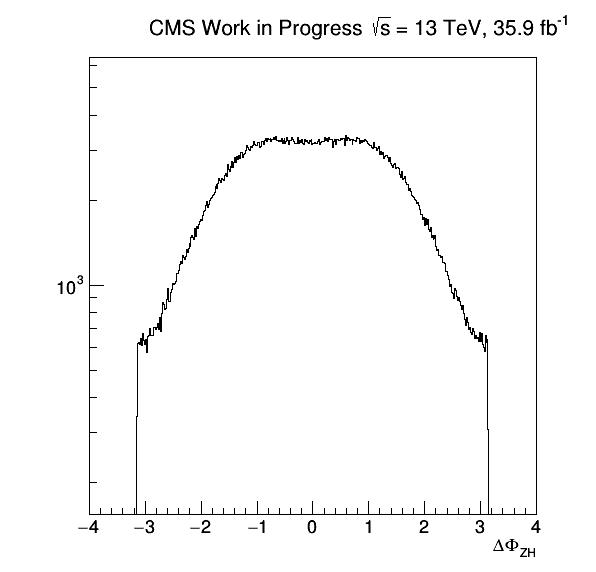 CMS Work in Progress √s = 13 TeV, 35.9 fb⁻¹
10³
−4 −3 −2 −1 0 1 2 3 4
ΔΦ_ZH